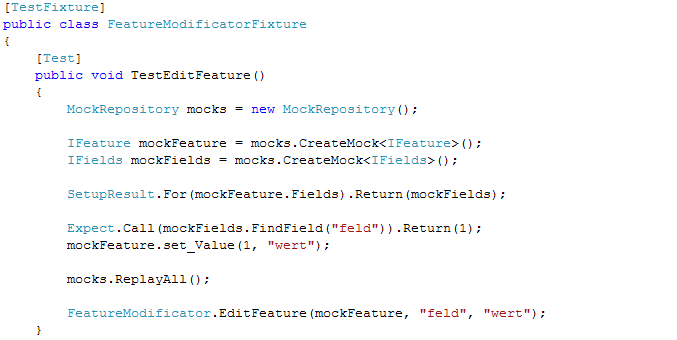 [TestFixture]
public class FeatureModificatorFixture
{
    [Test]
    public void TestEditFeature()
    {
        MockRepository mocks = new MockRepository();

        IFeature mockFeature = mocks.CreateMock<IFeature>();
        IFields mockFields = mocks.CreateMock<IFields>();

        SetupResult.For(mockFeature.Fields).Return(mockFields);

        Expect.Call(mockFields.FindField("feld")).Return(1);
        mockFeature.set_Value(1, "wert");

        mocks.ReplayAll();

        FeatureModificator.EditFeature(mockFeature, "feld", "wert");
    }